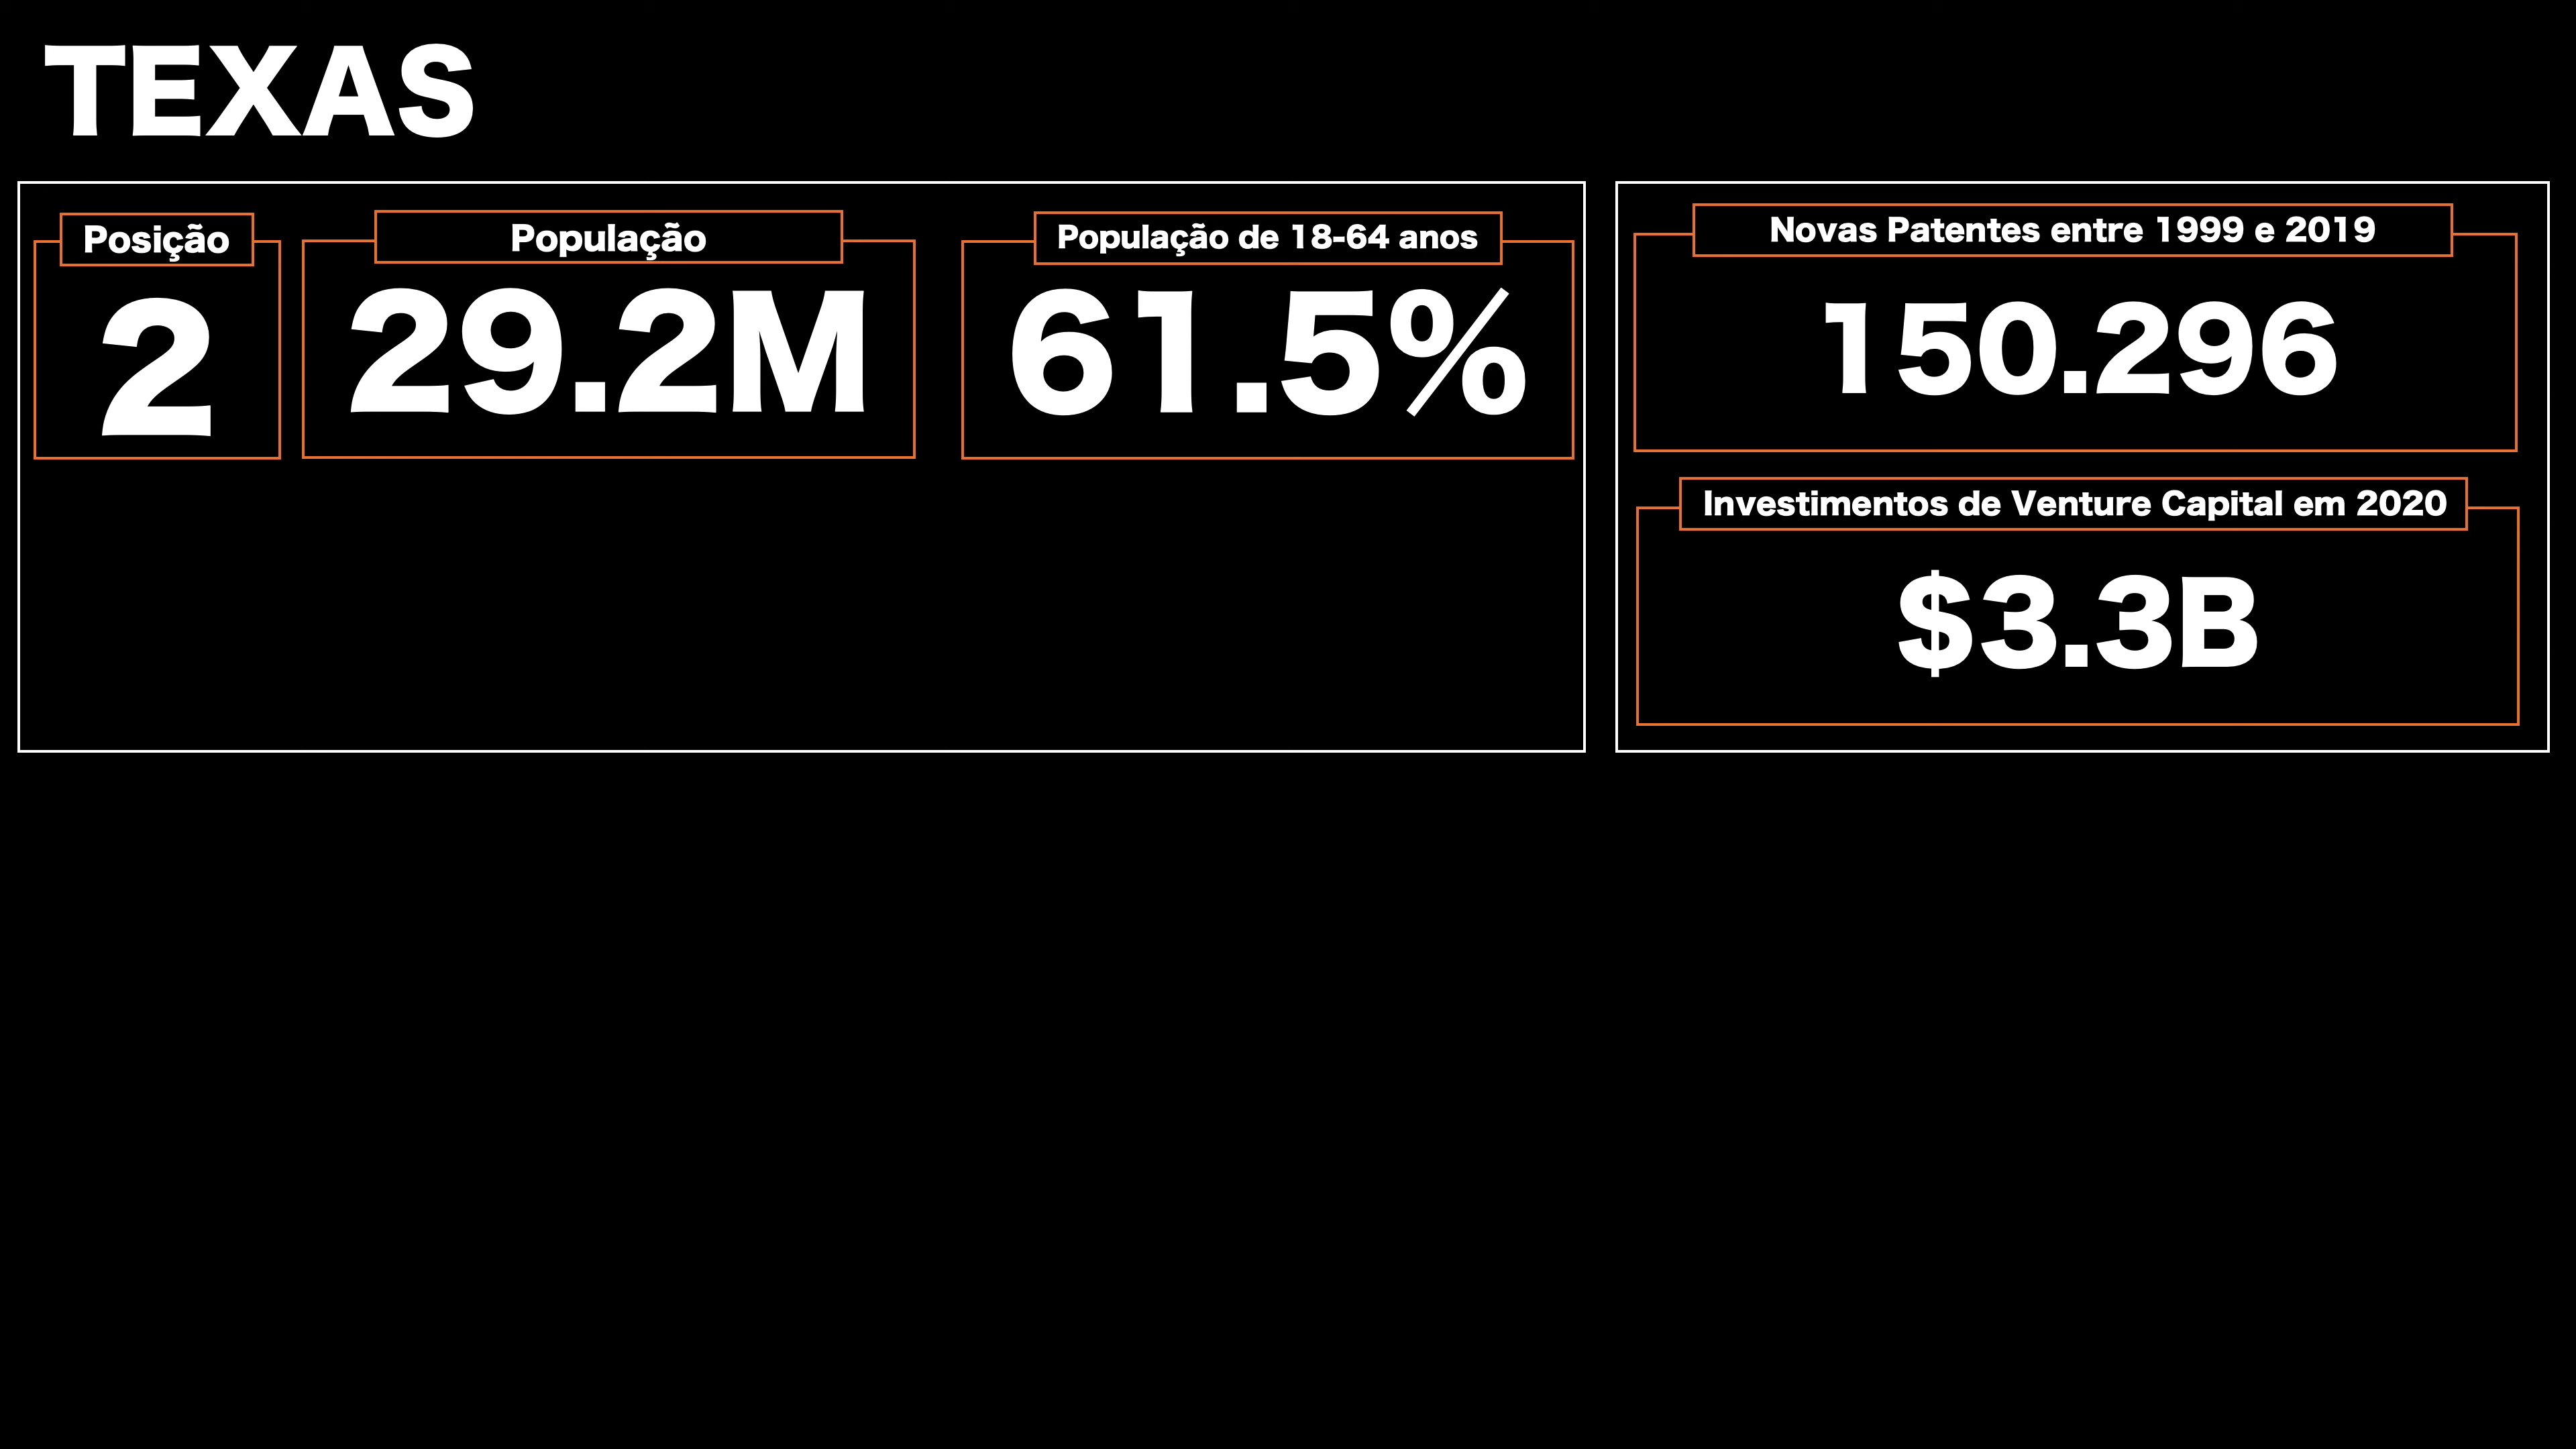 TEXAS
Posição
2
População
29.2M
População de 18-64 anos
61.5%
Novas Patentes entre 1999 e 2019
150.296
Investimentos de Venture Capital em 2020
$3.3B